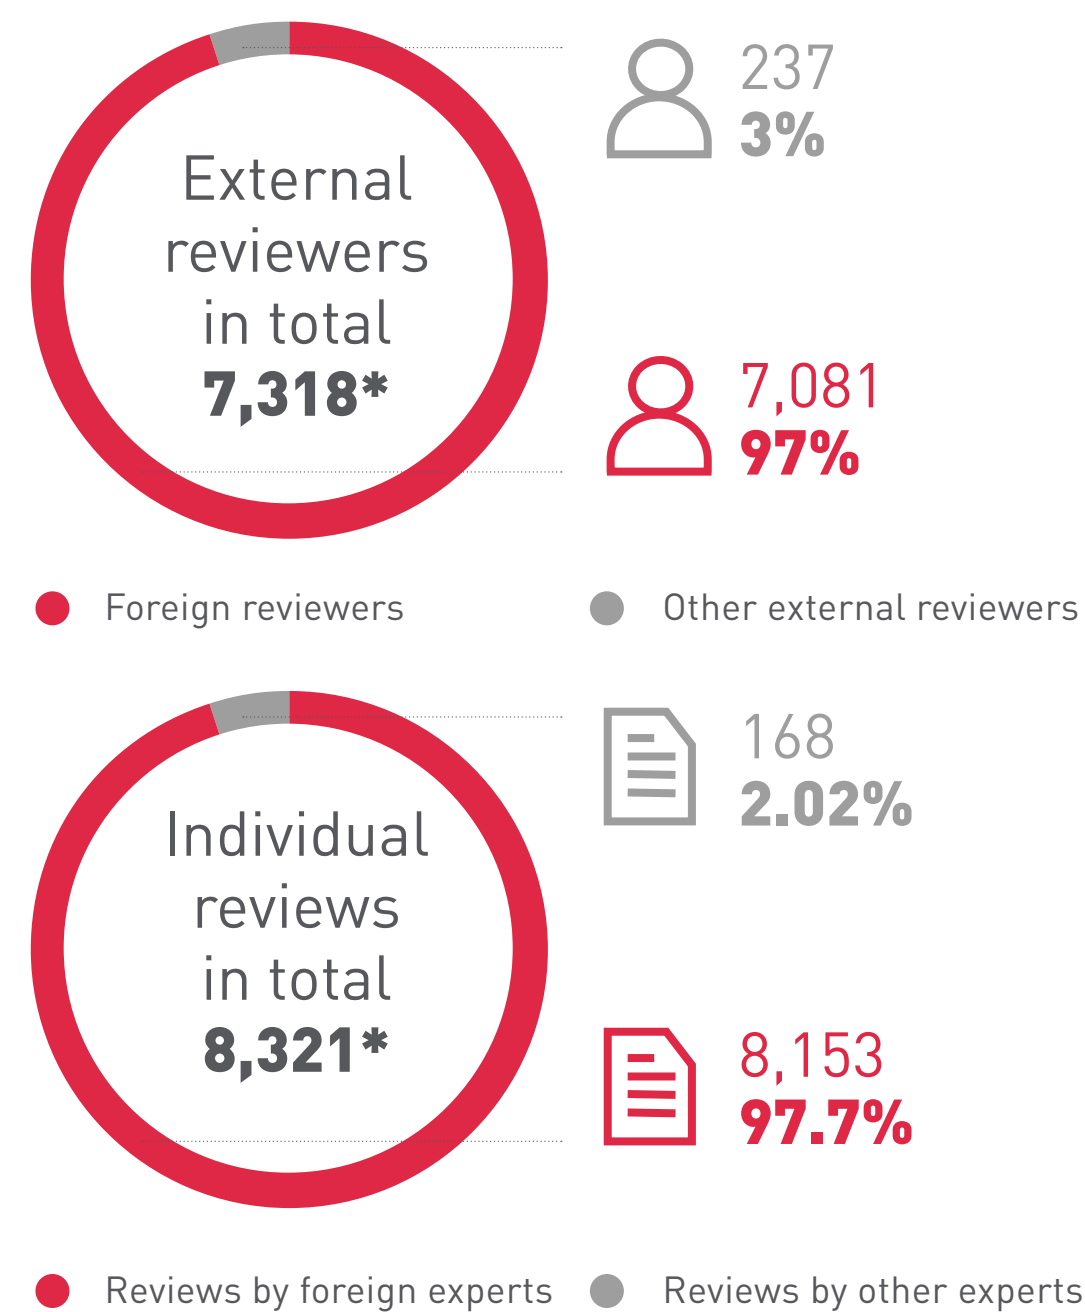 External
reviewers
in total
7,318*
237
3%
7,081
97%
Foreign reviewers
Other external reviewers
Individual
reviews
in total
8,321*
168
2.02%
8,153
97.7%
Reviews by foreign experts
Reviews by other experts